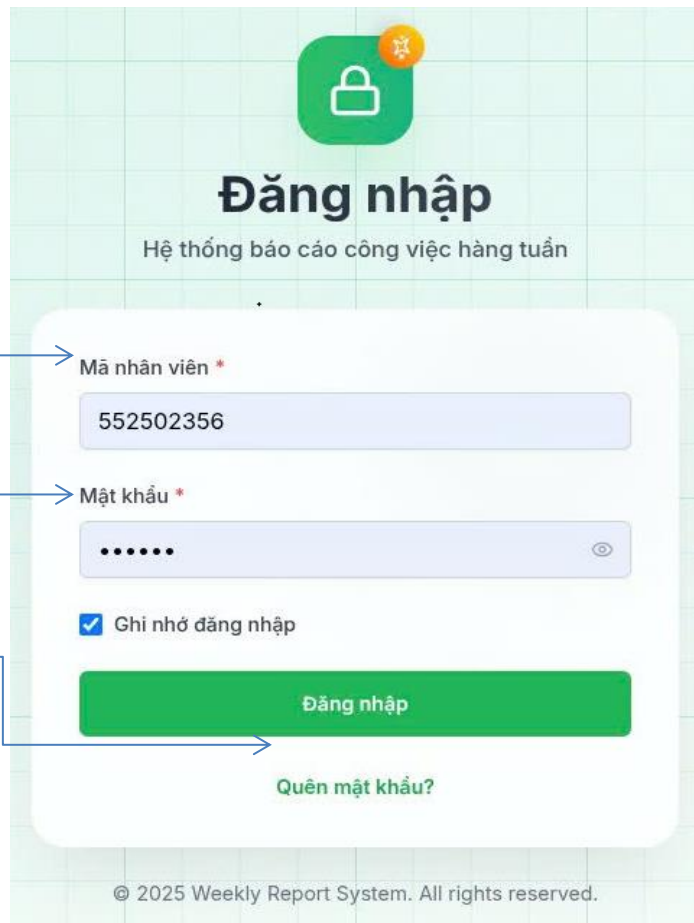 Đăng nhập
Hệ thống báo cáo công việc hàng tuần
Mã nhân viên *
552502356
Mật khẩu *
••••••
Ghi nhớ đăng nhập
Đăng nhập
Quên mật khẩu?
© 2025 Weekly Report System. All rights reserved.